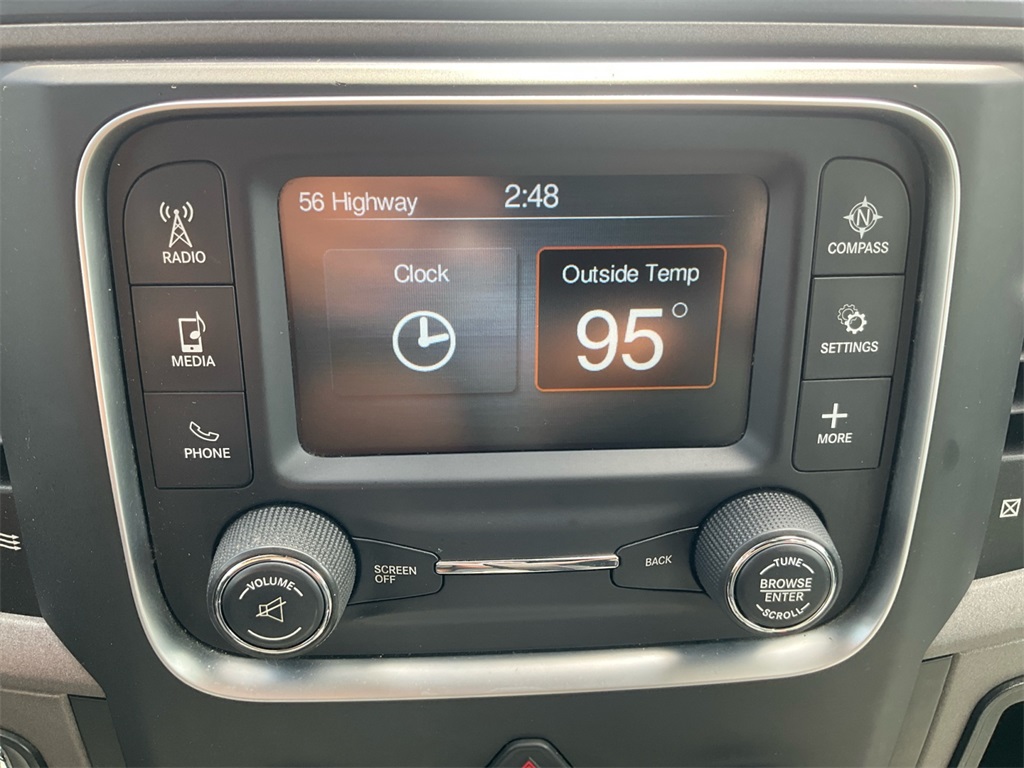 56 Highway 2:48
Clock
Outside Temp
95°
RADIO
MEDIA
PHONE
N
COMPASS
SETTINGS
MORE
VOLUME
SCREEN
OFF
BACK
TUNE
BROWSE
ENTER
SCROLL